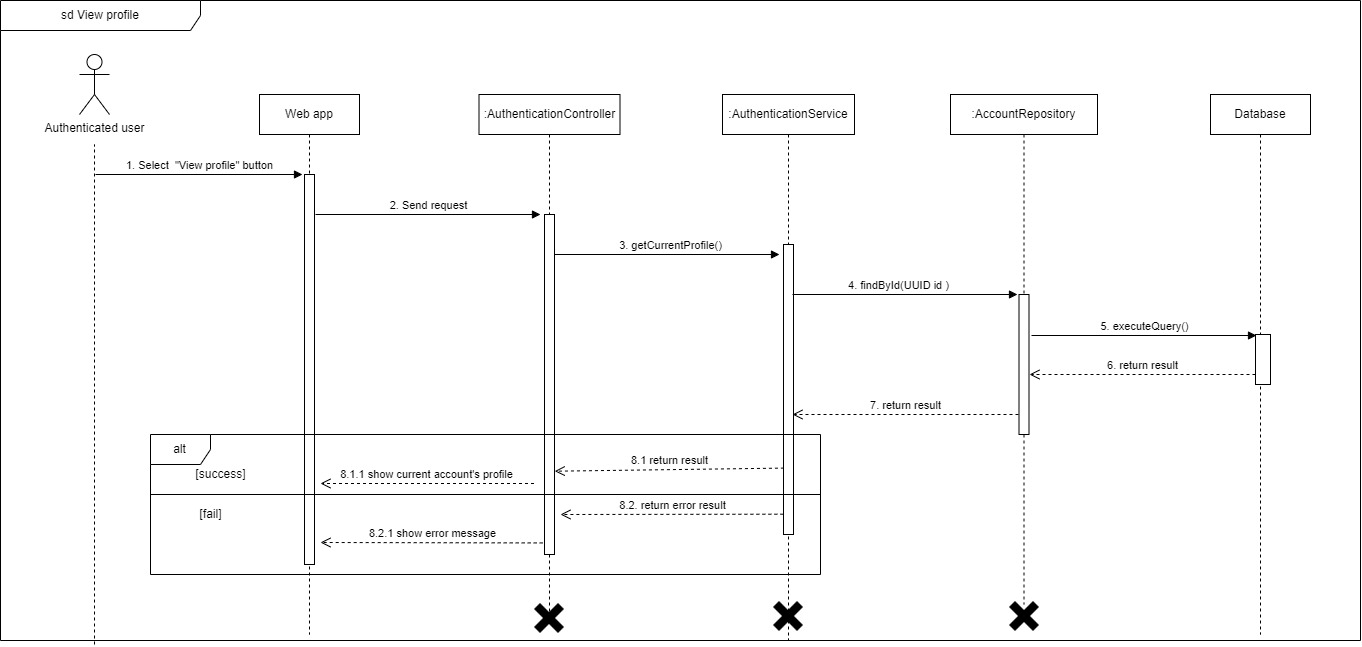 sd View profile
Authenticated user
Web app
:AuthenticationController
:AuthenticationService
:AccountRepository
Database
1. Select "View profile" button
2. Send request
3. getCurrentProfile()
4. findById(UUID id )
5. executeQuery()
6. return result
7. return result
alt
[success]
8.1 return result
8.1.1 show current account's profile
[fail]
8.2. return error result
8.2.1 show error message